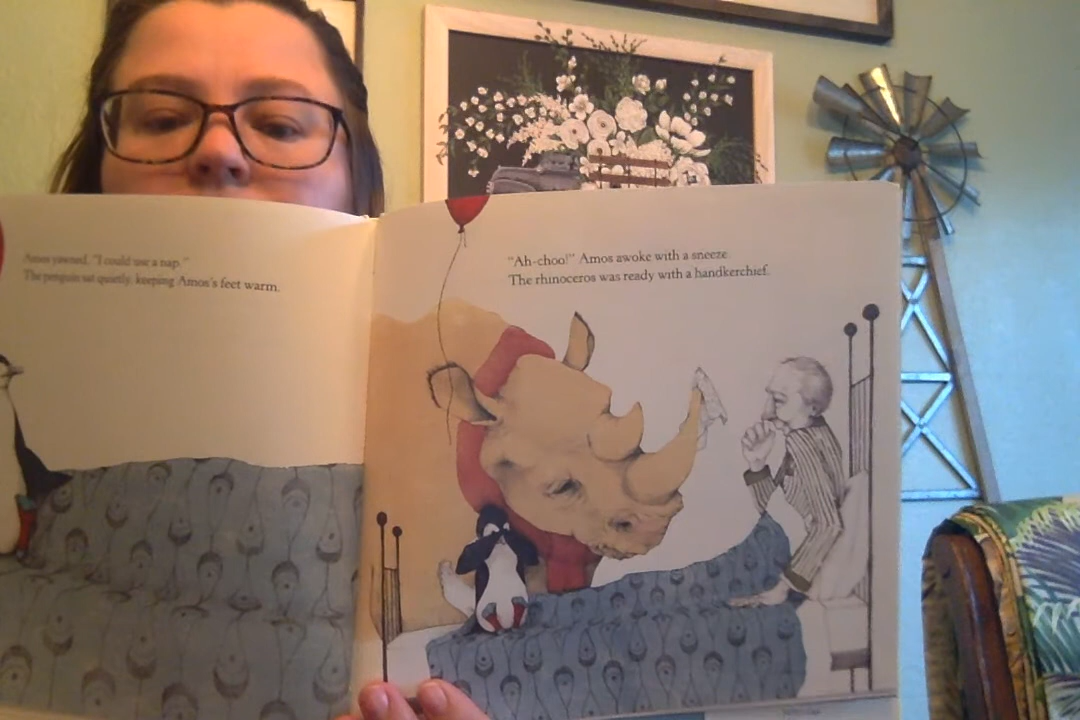 Amos yawned. "I could use a nap."
The penguin sat quietly, keeping Amos's feet warm.
"Ah-choo!" Amos awoke with a sneeze.
The rhinoceros was ready with a handkerchief.